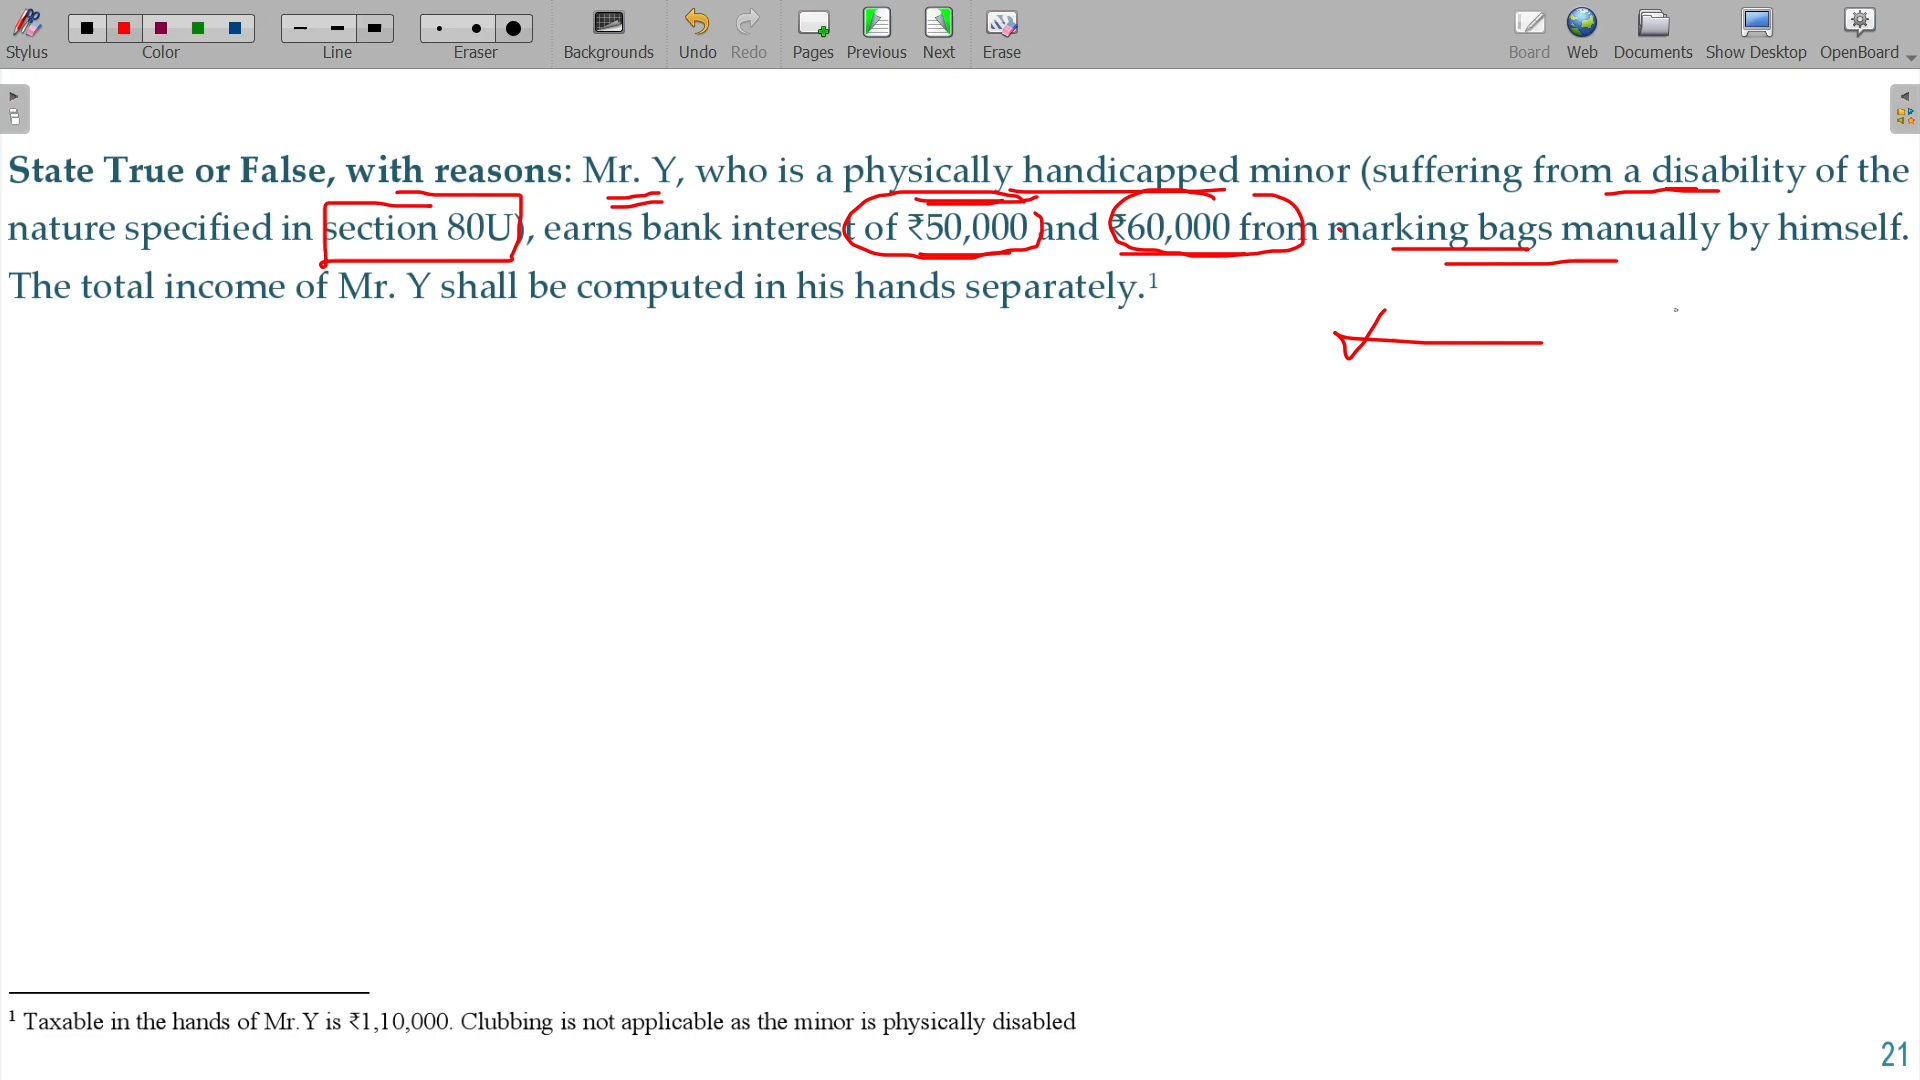 Stylus
Color
Line
Eraser
Backgrounds
Undo
Redo
Pages
Previous
Next
Erase
Board
Web
Documents
Show Desktop
OpenBoard
State True or False, with reasons: Mr. Y, who is a physically handicapped minor (suffering from a disability of the
nature specified in section 80U), earns bank interest of ₹50,000 and ₹60,000 from marking bags manually by himself.
The total income of Mr. Y shall be computed in his hands separately.¹
¹ Taxable in the hands of Mr.Y is ₹1,10,000. Clubbing is not applicable as the minor is physically disabled
21